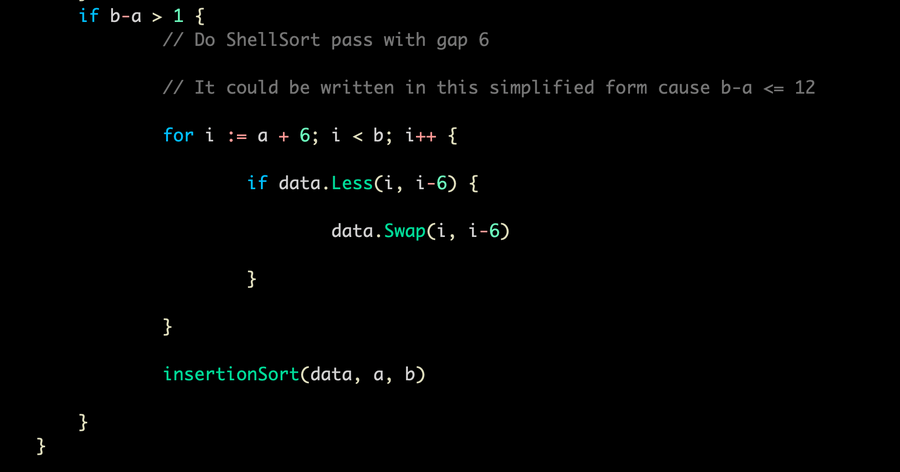 if b-a > 1 {
// Do ShellSort pass with gap 6
// It could be written in this simplified form cause b-a <= 12
for i := a + 6; i < b; i++ {
if data.Less(i, i-6) {
data.Swap(i, i-6)
}
}
insertionSort(data, a, b)
}
}